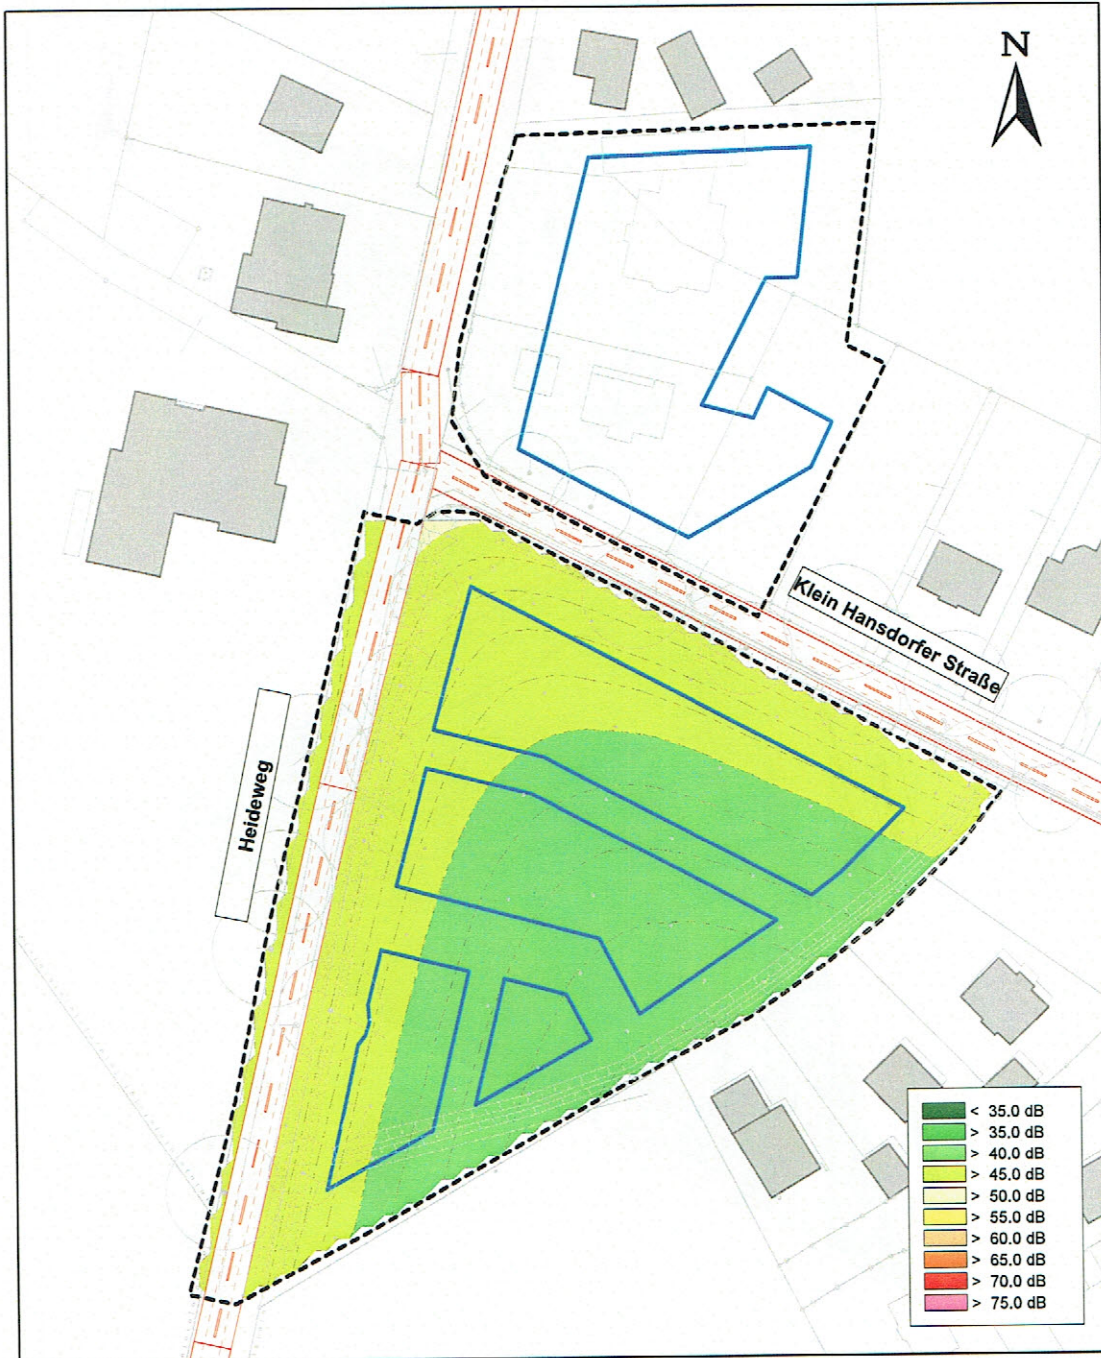 N
Klein Hansdorfer Straße
Heideweg
< 35.0 dB
> 35.0 dB
> 40.0 dB
> 45.0 dB
> 50.0 dB
> 55.0 dB
> 60.0 dB
> 65.0 dB
> 70.0 dB
> 75.0 dB